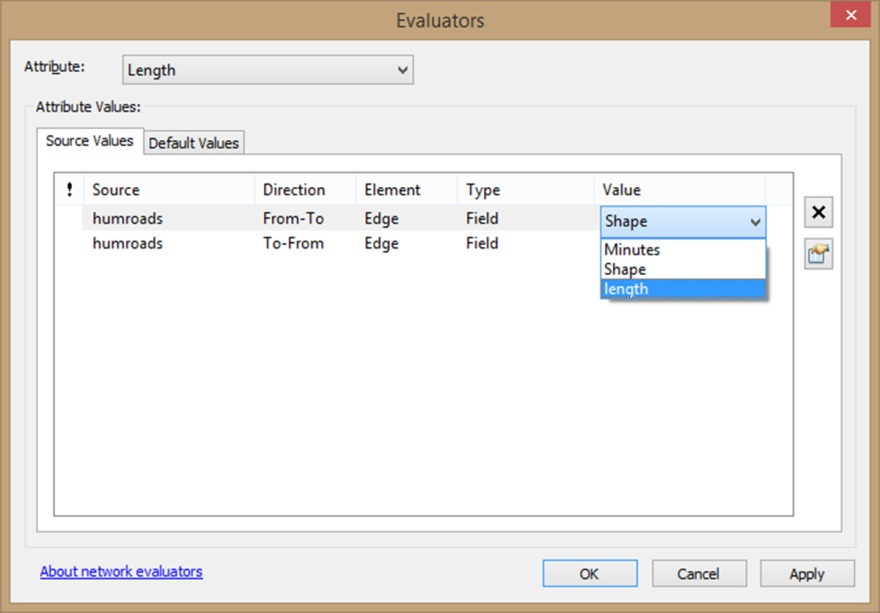 Evaluators
Attribute: Length
Attribute Values:
Source Values Default Values
! Source Direction Element Type Value
humroads From-To Edge Field Shape
humroads To-From Edge Field
Minutes
Shape
length
About network evaluators OK Cancel Apply